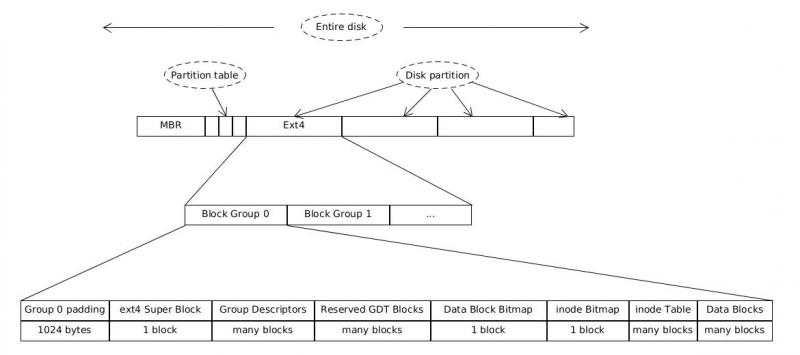 Entire disk
Partition table
Disk partition
MBR
Ext4
Block Group 0
Block Group 1
...
Group 0 padding
ext4 Super Block
Group Descriptors
Reserved GDT Blocks
Data Block Bitmap
inode Bitmap
inode Table
Data Blocks
1024 bytes
1 block
many blocks
many blocks
1 block
1 block
many blocks
many blocks